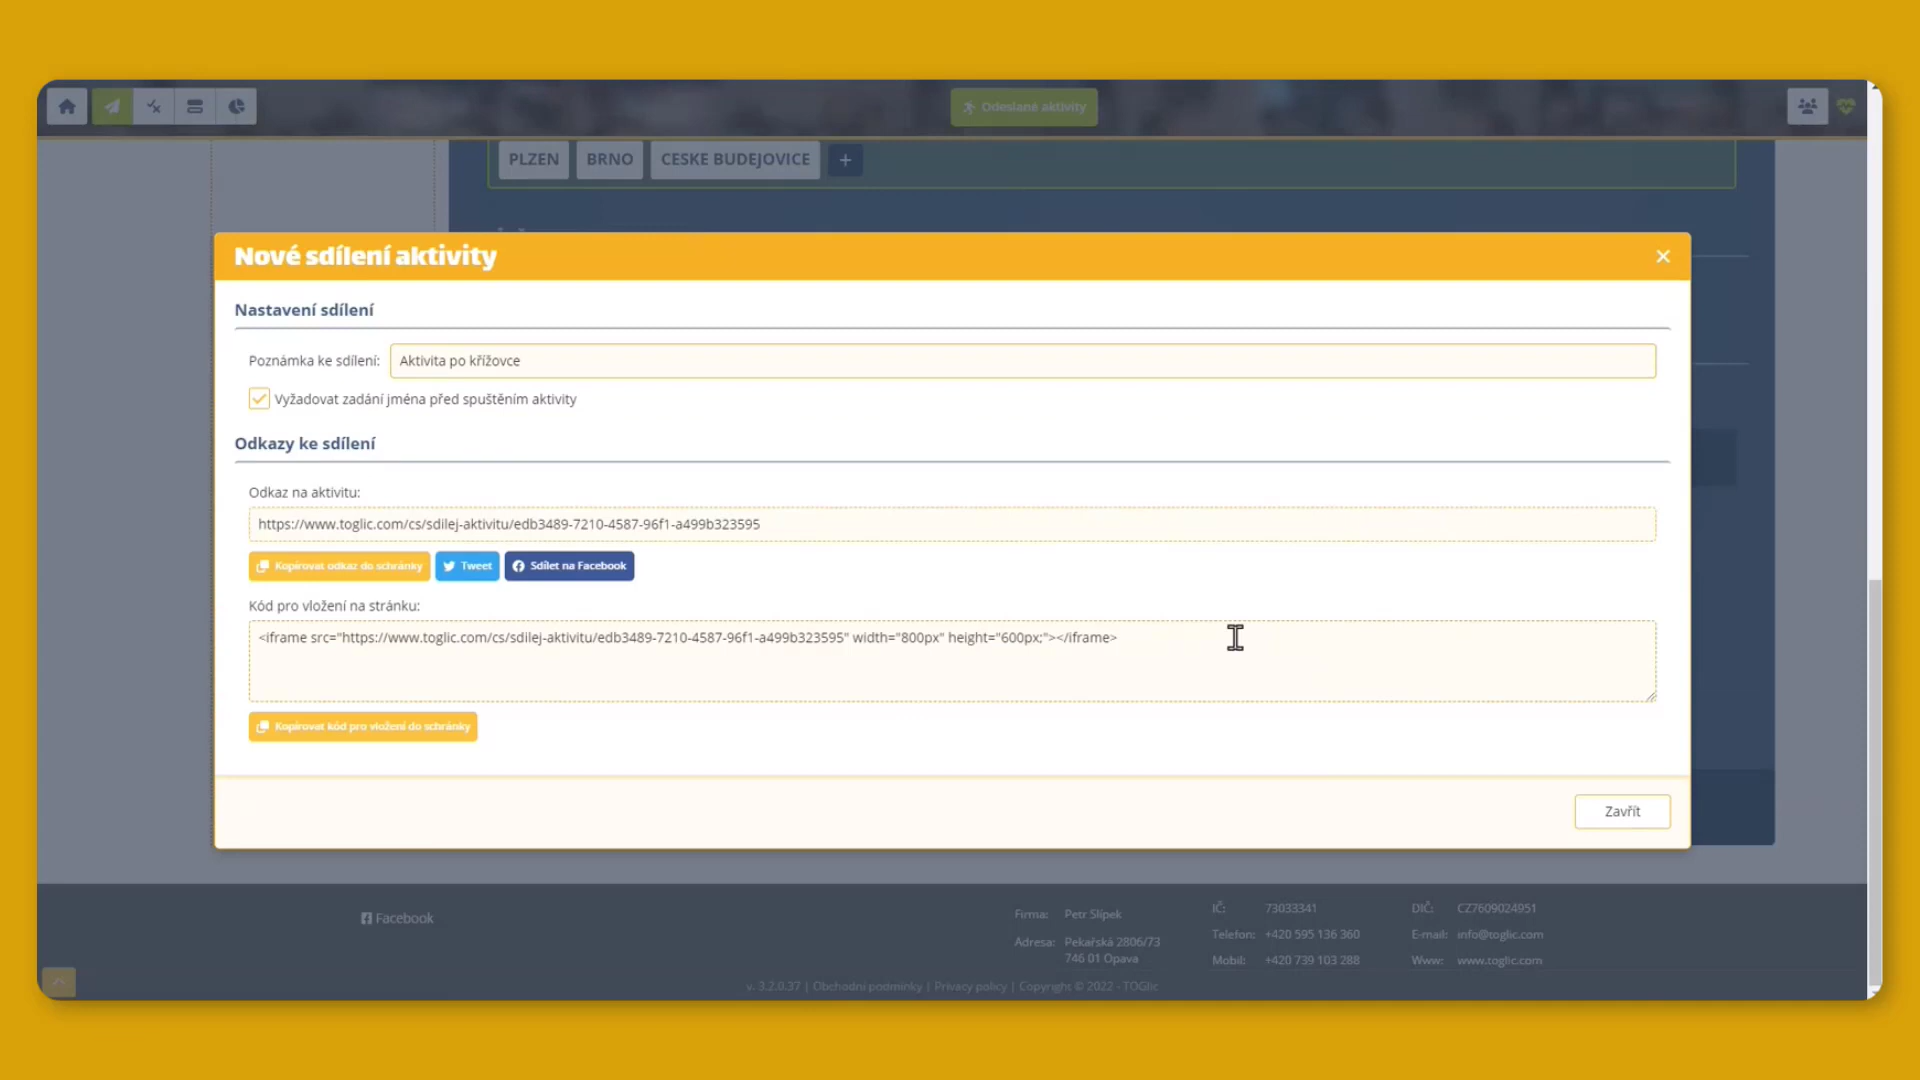 Odeslané aktivity
PLZEN BRNO CESKE BUDEJOVICE +
Nové sdílení aktivity
Nastavení sdílení
Poznámka ke sdílení: Aktivita po křížovce
Vyžadovat zadání jména před spuštěním aktivity
Odkazy ke sdílení
Odkaz na aktivitu:
https://www.toglic.com/cs/sdilej-aktivitu/edb3489-7210-4587-96f1-a499b323595
Kopírovat odkaz do schránky Tweet Sdílet na Facebook
Kód pro vložení na stránku:
<iframe src="https://www.toglic.com/cs/sdilej-aktivitu/edb3489-7210-4587-96f1-a499b323595" width="800px" height="600px;"></iframe>
Kopírovat kód pro vložení do schránky
Zavřít
Facebook
Firma: Petr Slípek
Adresa: Pekařská 2806/73
746 01 Opava
IČ: 73033341
Telefon: +420 595 136 360
Mobil: +420 739 103 288
DIČ: CZ7609024951
E-mail: info@toglic.com
Www: www.toglic.com
v. 3.2.0.37 | Obchodní podmínky | Privacy policy | Copyright © 2022 - TOGlic